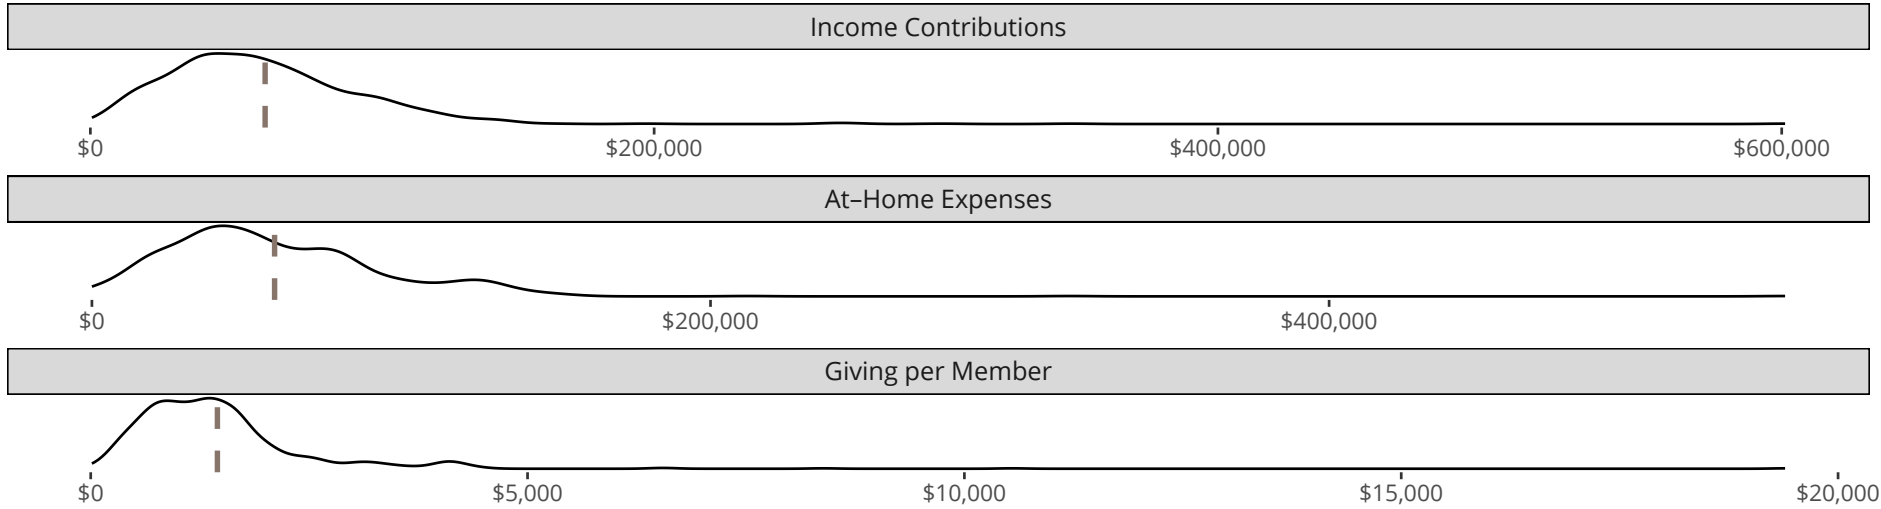 Income Contributions
$0 $200,000 $400,000 $600,000
At–Home Expenses
$0 $200,000 $400,000
Giving per Member
$0 $5,000 $10,000 $15,000 $20,000